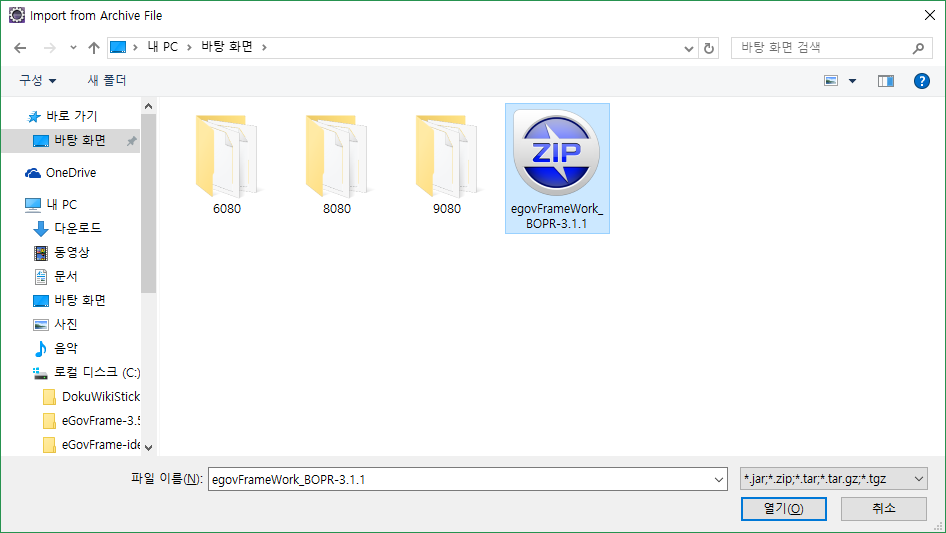 Import from Archive File
내 PC
바탕 화면
바탕 화면 검색
구성
새 폴더
바로 가기
바탕 화면
OneDrive
내 PC
다운로드
동영상
문서
바탕 화면
사진
음악
로컬 디스크 (C:)
DokuWikiStick
eGovFrame-3.5
eGovFrame-ide
6080
8080
9080
ZIP
egovFrameWork_
BOPR-3.1.1
파일 이름(N):
egovFrameWork_BOPR-3.1.1
*.jar;*.zip;*.tar;*.tar.gz;*.tgz
열기(O)
취소